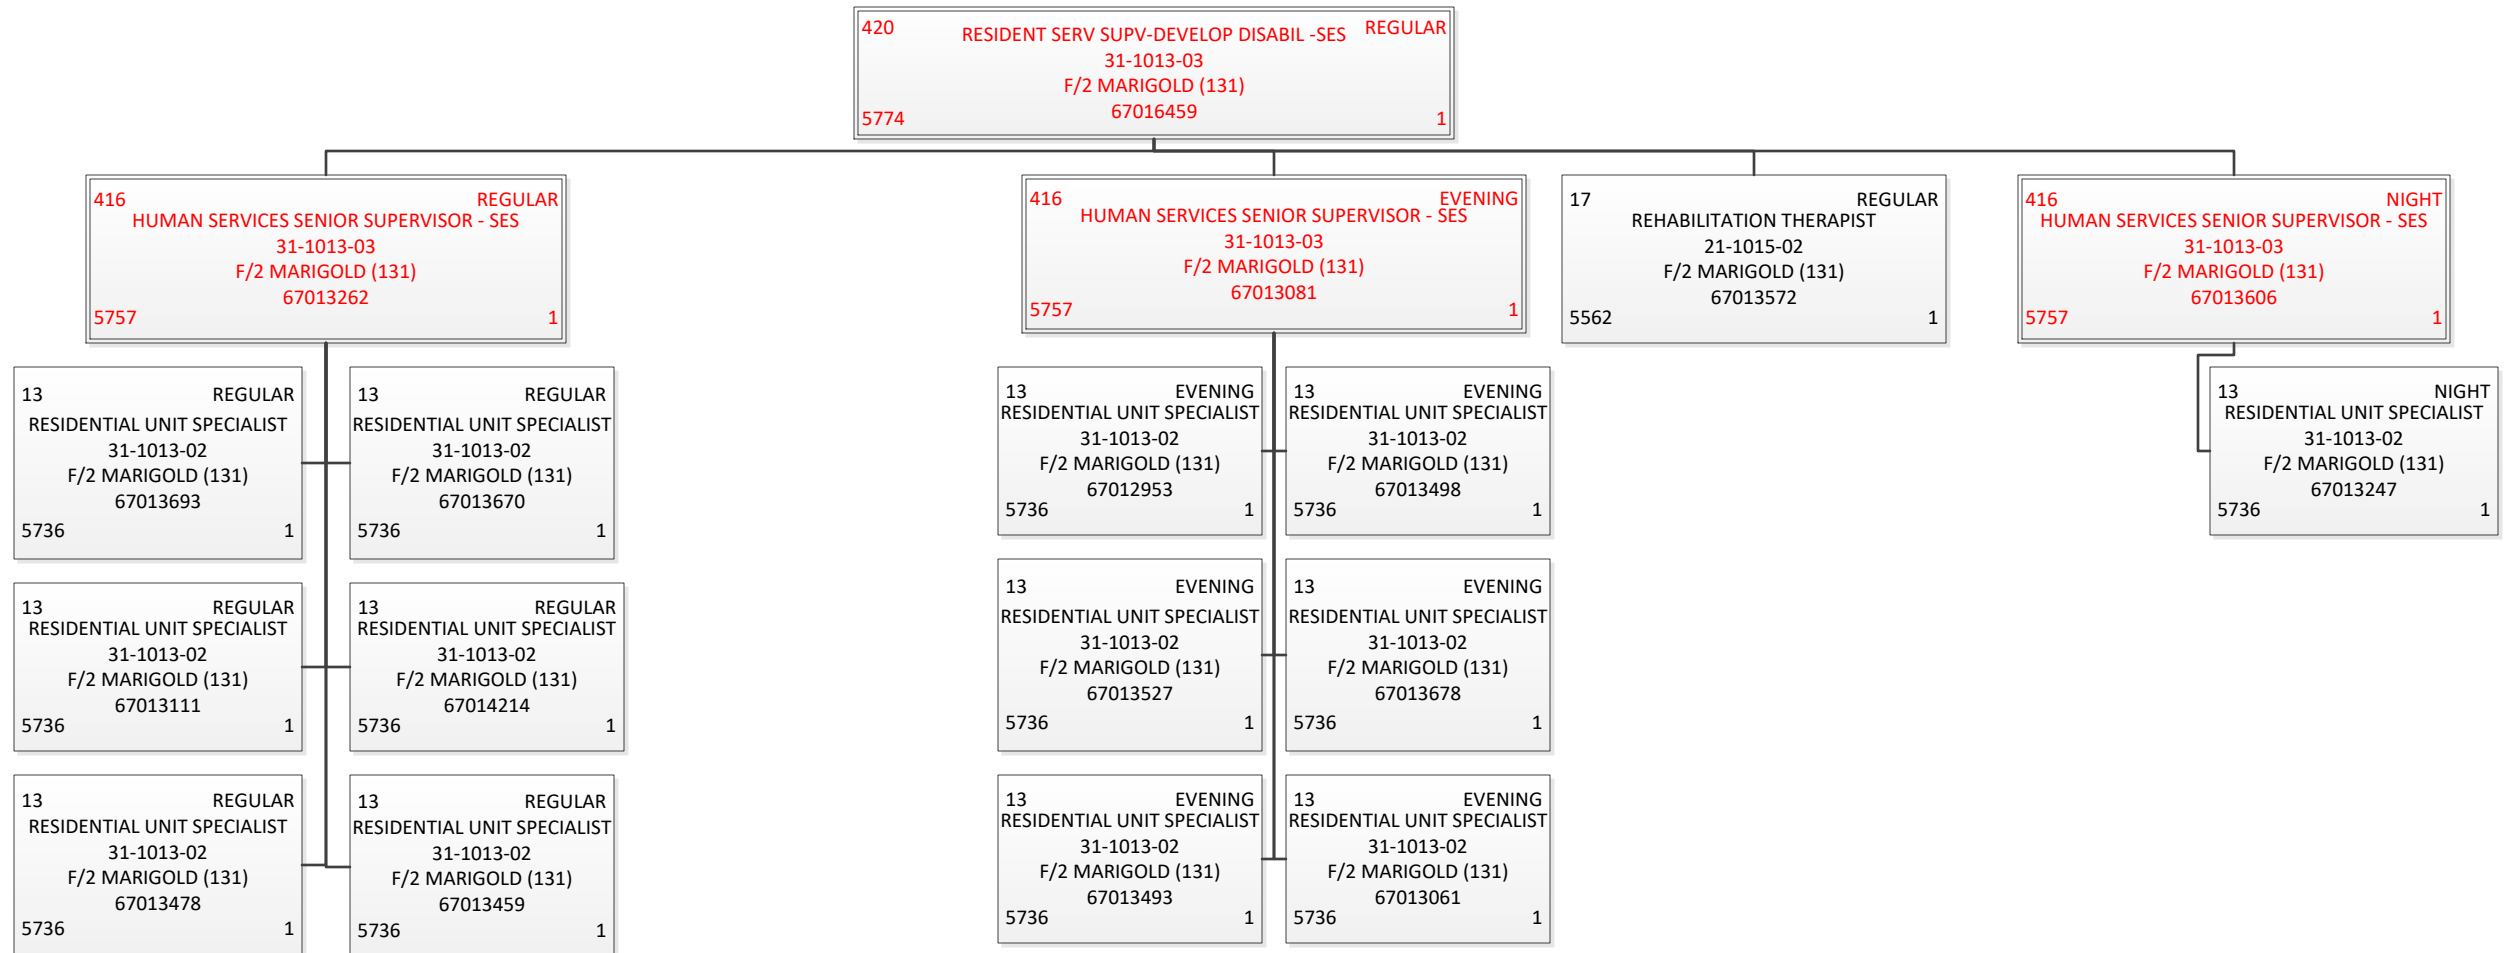 420 REGULAR
RESIDENT SERV SUPV-DEVELOP DISABIL -SES
31-1013-03
F/2 MARIGOLD (131)
67016459
5774 1
416 REGULAR
HUMAN SERVICES SENIOR SUPERVISOR - SES
31-1013-03
F/2 MARIGOLD (131)
67013262
5757 1
416 EVENING
HUMAN SERVICES SENIOR SUPERVISOR - SES
31-1013-03
F/2 MARIGOLD (131)
67013081
5757 1
17 REGULAR
REHABILITATION THERAPIST
21-1015-02
F/2 MARIGOLD (131)
67013572
5562 1
416 NIGHT
HUMAN SERVICES SENIOR SUPERVISOR - SES
31-1013-03
F/2 MARIGOLD (131)
67013606
5757 1
13 REGULAR
RESIDENTIAL UNIT SPECIALIST
31-1013-02
F/2 MARIGOLD (131)
67013693
5736 1
13 REGULAR
RESIDENTIAL UNIT SPECIALIST
31-1013-02
F/2 MARIGOLD (131)
67013670
5736 1
13 EVENING
RESIDENTIAL UNIT SPECIALIST
31-1013-02
F/2 MARIGOLD (131)
67012953
5736 1
13 EVENING
RESIDENTIAL UNIT SPECIALIST
31-1013-02
F/2 MARIGOLD (131)
67013498
5736 1
13 NIGHT
RESIDENTIAL UNIT SPECIALIST
31-1013-02
F/2 MARIGOLD (131)
67013247
5736 1
13 REGULAR
RESIDENTIAL UNIT SPECIALIST
31-1013-02
F/2 MARIGOLD (131)
67013111
5736 1
13 REGULAR
RESIDENTIAL UNIT SPECIALIST
31-1013-02
F/2 MARIGOLD (131)
67014214
5736 1
13 EVENING
RESIDENTIAL UNIT SPECIALIST
31-1013-02
F/2 MARIGOLD (131)
67013527
5736 1
13 EVENING
RESIDENTIAL UNIT SPECIALIST
31-1013-02
F/2 MARIGOLD (131)
67013678
5736 1
13 REGULAR
RESIDENTIAL UNIT SPECIALIST
31-1013-02
F/2 MARIGOLD (131)
67013478
5736 1
13 REGULAR
RESIDENTIAL UNIT SPECIALIST
31-1013-02
F/2 MARIGOLD (131)
67013459
5736 1
13 EVENING
RESIDENTIAL UNIT SPECIALIST
31-1013-02
F/2 MARIGOLD (131)
67013493
5736 1
13 EVENING
RESIDENTIAL UNIT SPECIALIST
31-1013-02
F/2 MARIGOLD (131)
67013061
5736 1